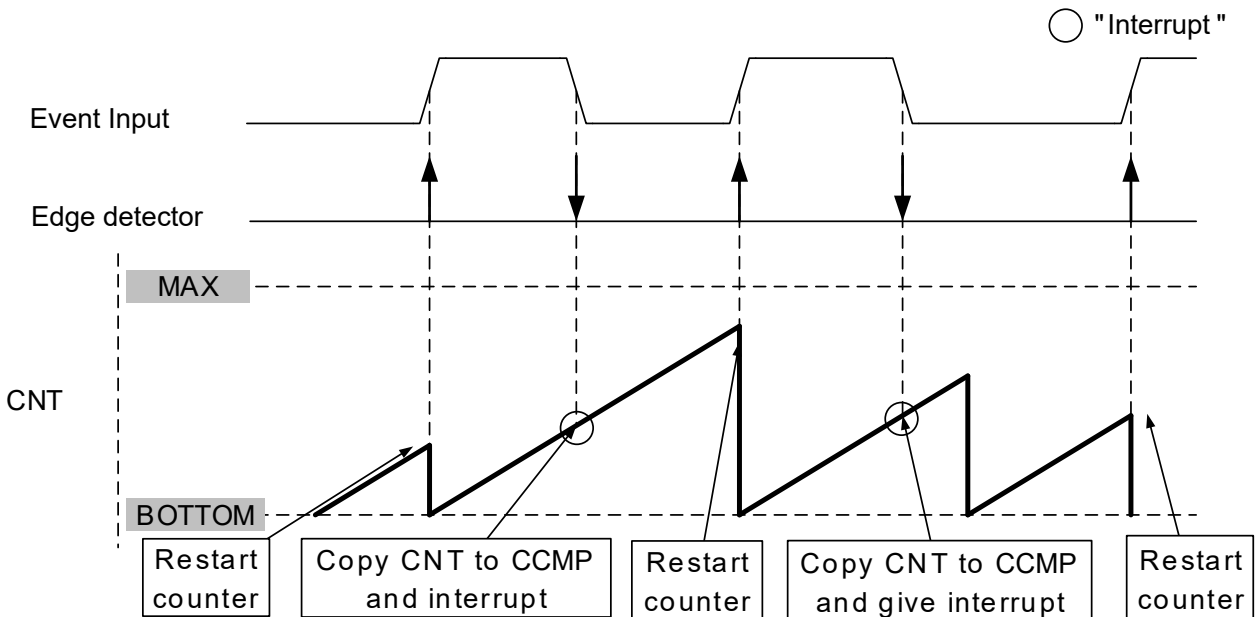 "Interrupt"
Event Input
Edge detector
MAX
CNT
BOTTOM
Restart
counter
Copy CNT to CCMP
and interrupt
Restart
counter
Copy CNT to CCMP
and give interrupt
Restart
counter